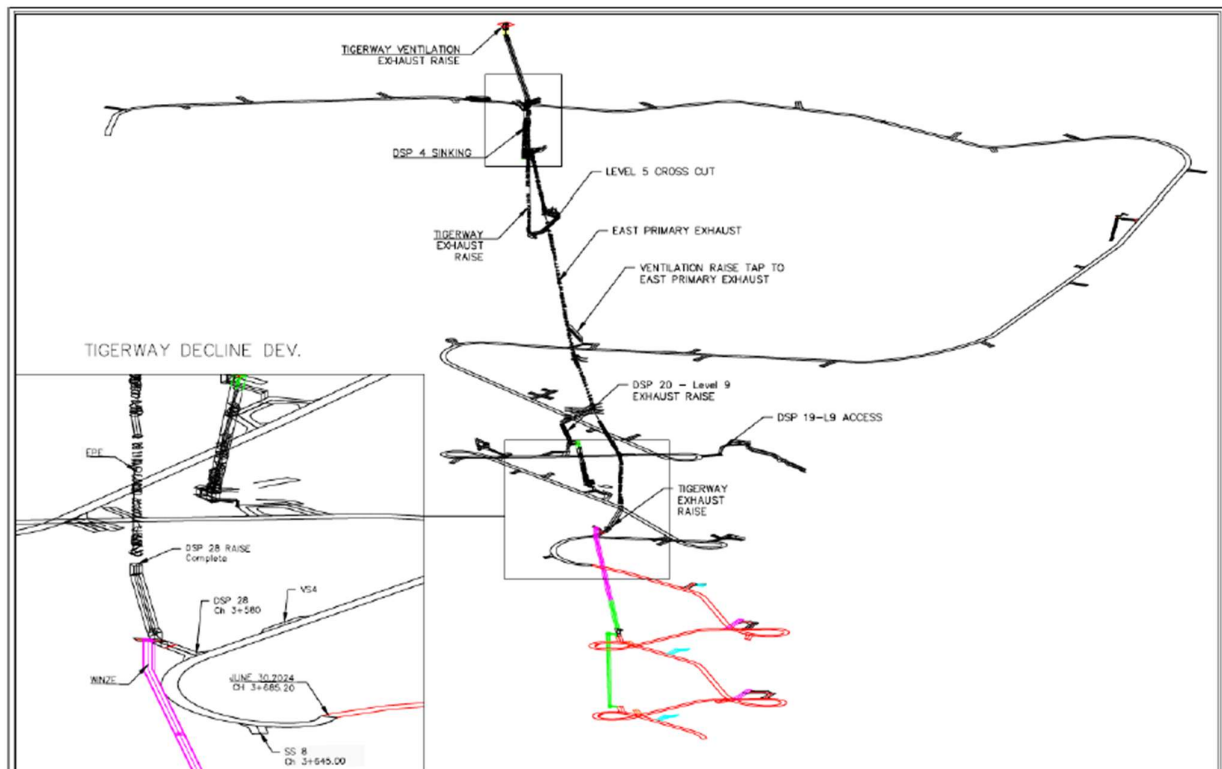 TIGERWAY VENTILATION
EXHAUST RAISE
DSP 4 SINKING
LEVEL 5 CROSS CUT
TIGERWAY
EXHAUST
RAISE
EAST PRIMARY EXHAUST
VENTILATION RAISE TAP TO
EAST PRIMARY EXHAUST
TIGERWAY DECLINE DEV.
DSP 20 - Level 9
EXHAUST RAISE
DSP 19-L9 ACCESS
TIGERWAY
EXHAUST
RAISE
EPE
DSP 28 RAISE
Complete
DSP 28
Ch 3+580
VS4
WINZE
JUNE 30,2024
CH 3+685.20
SS 8
Ch 3+645.00